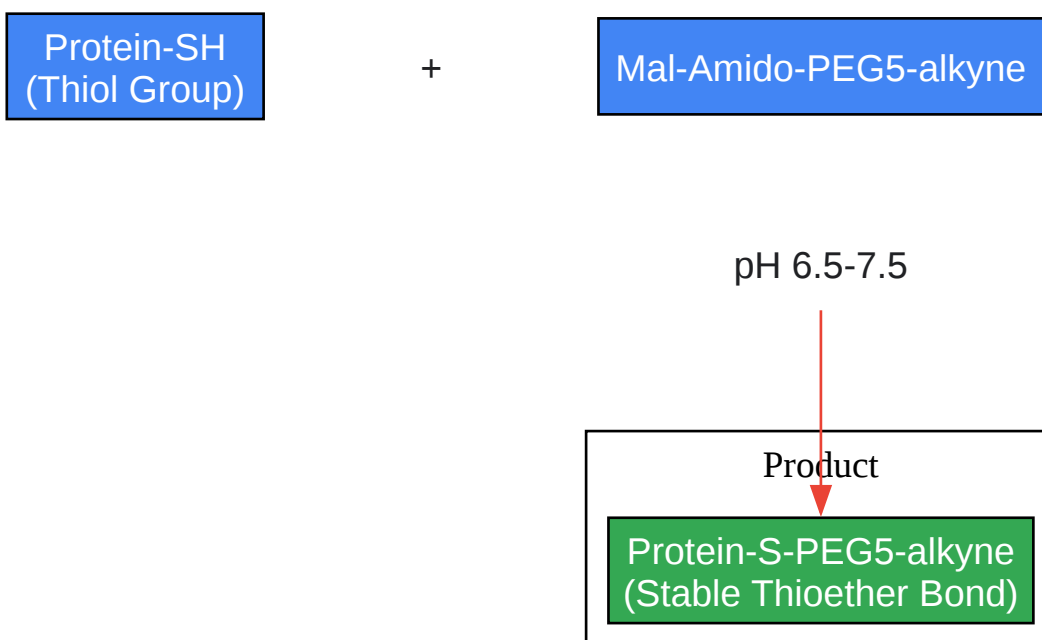 Protein-SH
(Thiol Group)
+
Mal-Amido-PEG5-alkyne
pH 6.5-7.5
Product
Protein-S-PEG5-alkyne
(Stable Thioether Bond)